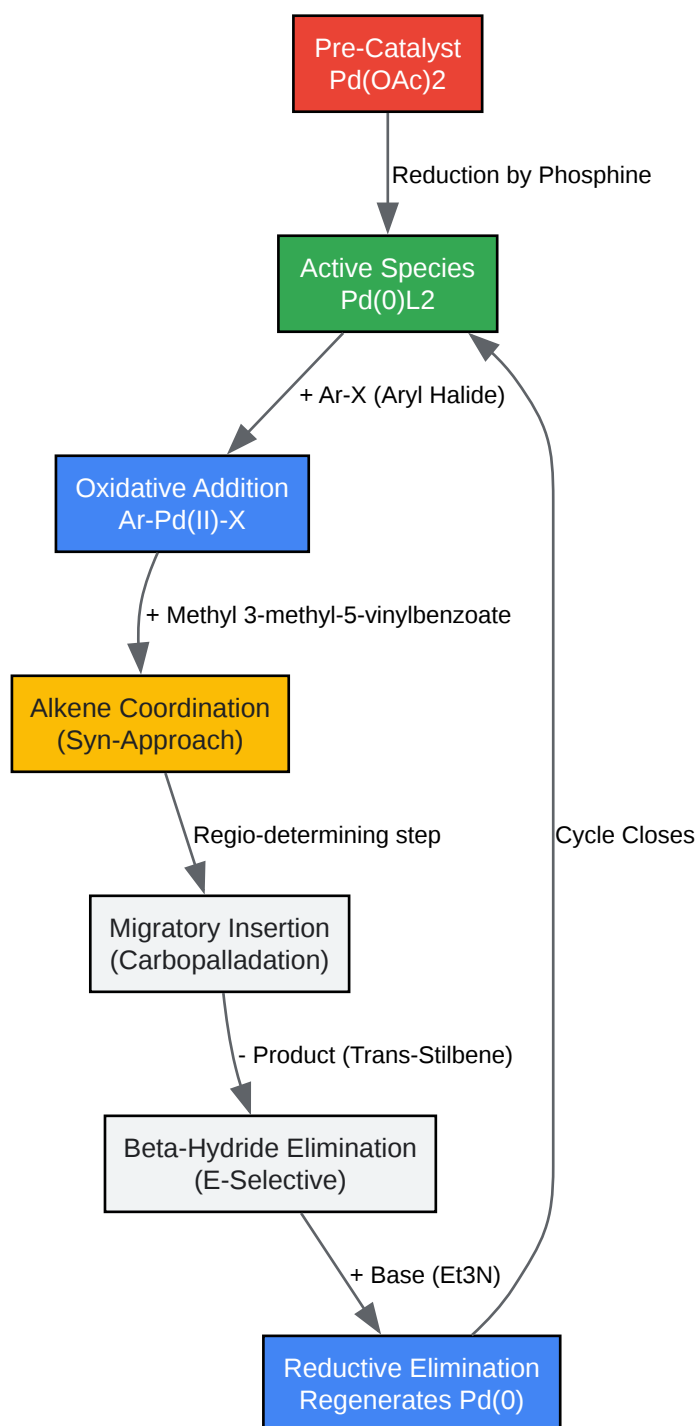 Pre-Catalyst
Pd(OAc)2
Reduction by Phosphine
Active Species
Pd(0)L2
+ Ar-X (Aryl Halide)
Oxidative Addition
Ar-Pd(II)-X
+ Methyl 3-methyl-5-vinylbenzoate
Alkene Coordination
(Syn-Approach)
Regio-determining step
Cycle Closes
Migratory Insertion
(Carbopalladation)
- Product (Trans-Stilbene)
Beta-Hydride Elimination
(E-Selective)
+ Base (Et3N)
Reductive Elimination
Regenerates Pd(0)